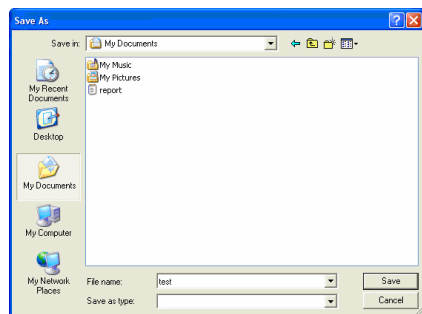 Save As
Save in: My Documents
My Music
My Pictures
report
My Recent
Documents
Desktop
My Documents
My Computer
My Network
Places
File name: test Save
Save as type: Cancel